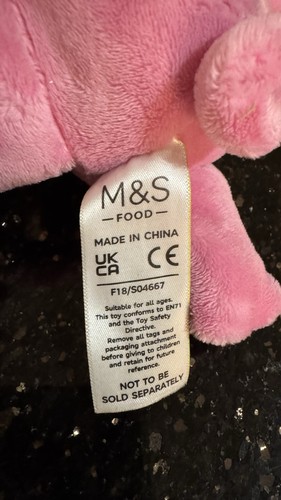 M&S
FOOD
MADE IN CHINA
UK
CA CE
F18/S04667
Suitable for all ages.
This toy conforms to EN71
and the Toy Safety
Directive.
Remove all tags and
packaging attachment
before giving to children
and retain for future
reference.
NOT TO BE
SOLD SEPARATELY